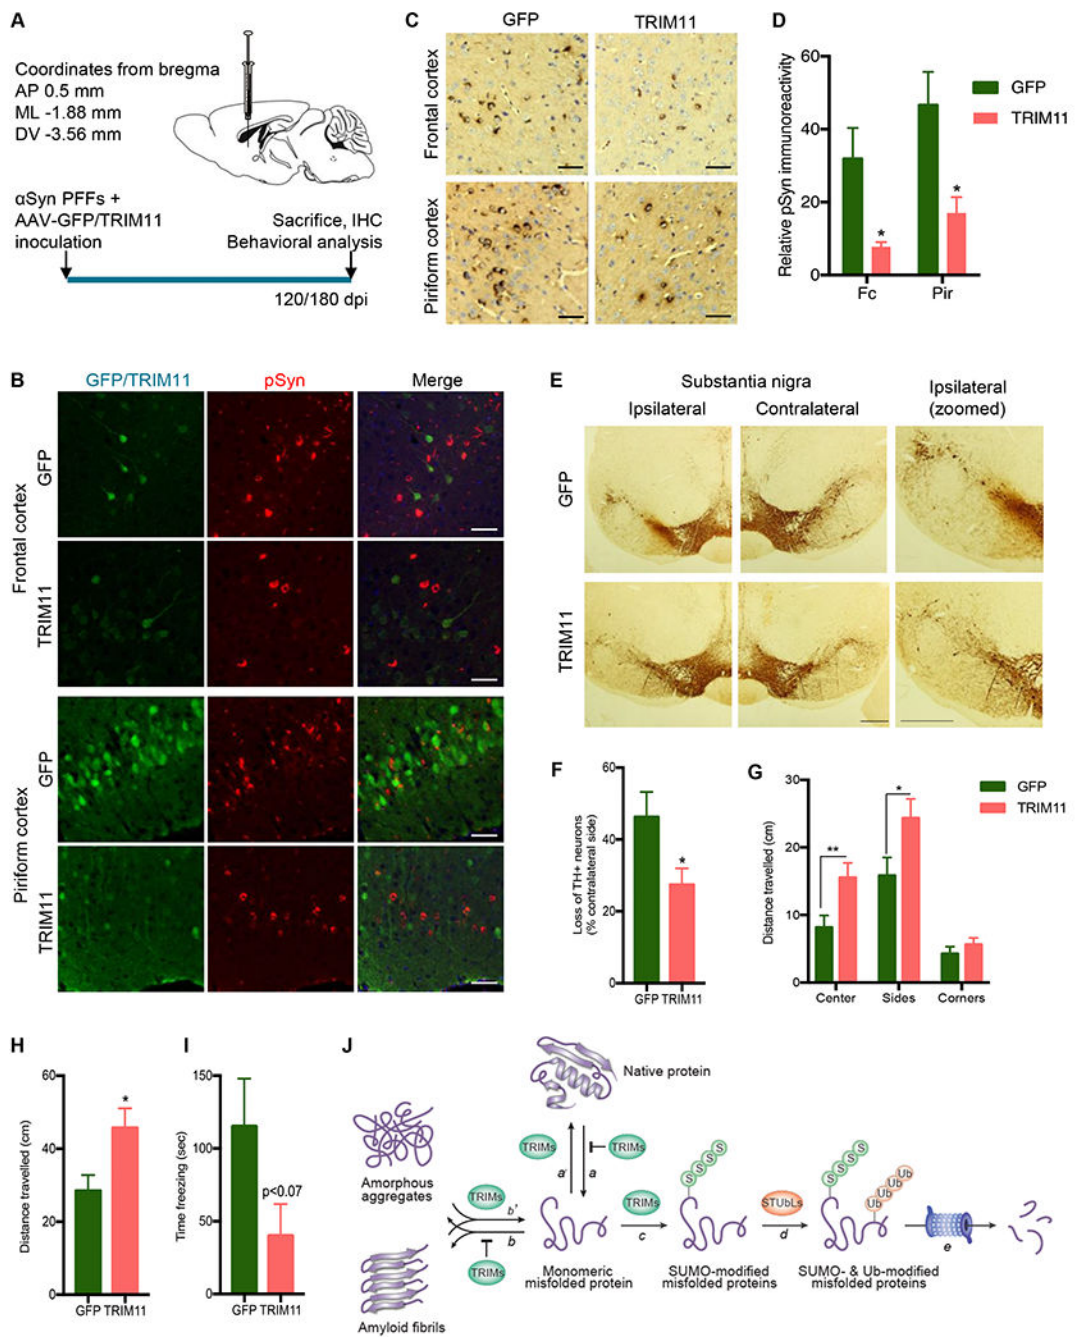 A
Coordinates from bregma
AP 0.5 mm
ML -1.88 mm
DV -3.56 mm
αSyn PFFs +
AAV-GFP/TRIM11
inoculation
Sacrifice, IHC
Behavioral analysis
120/180 dpi
C
GFP
TRIM11
Frontal cortex
Piriform cortex
D
Relative pSyn immunoreactivity
60
40
20
0
*
*
Fc
Pir
GFP
TRIM11
B
GFP/TRIM11
pSyn
Merge
Frontal cortex
GFP
TRIM11
Piriform cortex
GFP
TRIM11
E
Substantia nigra
Ipsilateral
Contralateral
Ipsilateral
(zoomed)
GFP
TRIM11
F
Loss of TH+ neurons
(% contralateral side)
60
40
20
0
*
GFP TRIM11
G
Distance travelled (cm)
30
20
10
0
**
*
Center
Sides
Corners
GFP
TRIM11
H
Distance travelled (cm)
60
40
20
0
*
GFP TRIM11
I
Time freezing (sec)
150
100
50
0
p<0.07
GFP TRIM11
J
Native protein
TRIMs
a'
a
TRIMs
Amorphous
aggregates
TRIMs
b'
b
TRIMs
Amyloid fibrils
Monomeric
misfolded protein
TRIMs
c
S S S S
SUMO-modified
misfolded proteins
STUbLs
d
S S S S
Ub Ub Ub Ub
SUMO- & Ub-modified
misfolded proteins
e